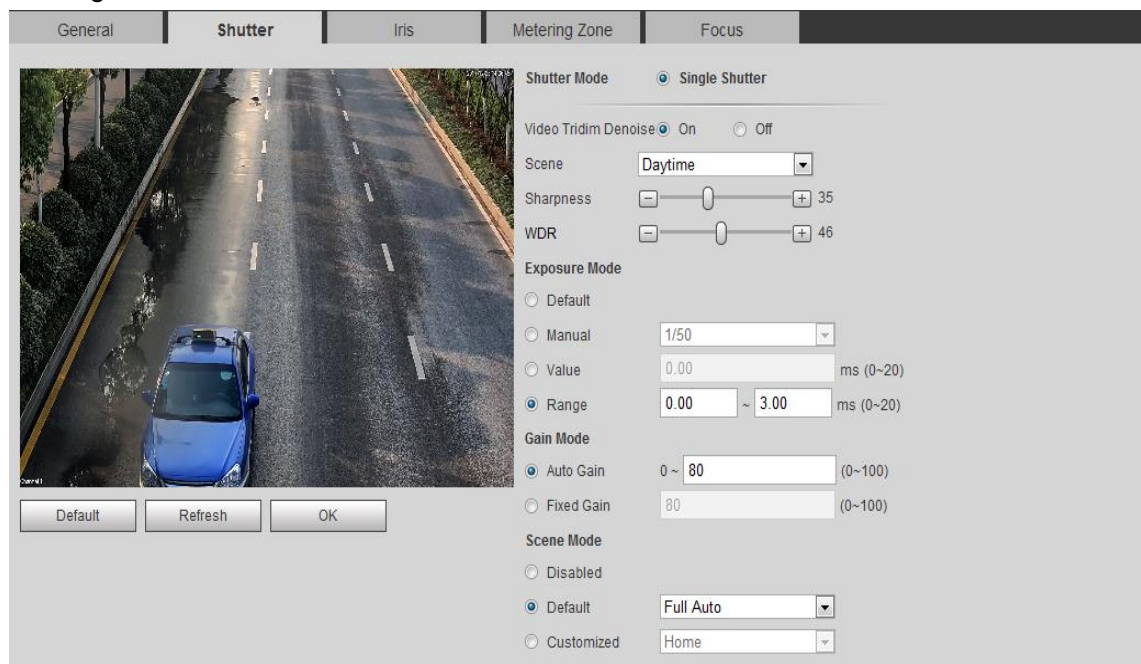 General Shutter Iris Metering Zone Focus
Shutter Mode Single Shutter
Video Tridim Denoise On Off
Scene Daytime
Sharpness 35
WDR 46
Exposure Mode
Default
Manual 1/50
Value 0.00 ms (0~20)
Range 0.00 ~ 3.00 ms (0~20)
Gain Mode
Auto Gain 0 ~ 80 (0~100)
Fixed Gain 80 (0~100)
Scene Mode
Disabled
Default Full Auto
Customized Home
Channel1
Default Refresh OK